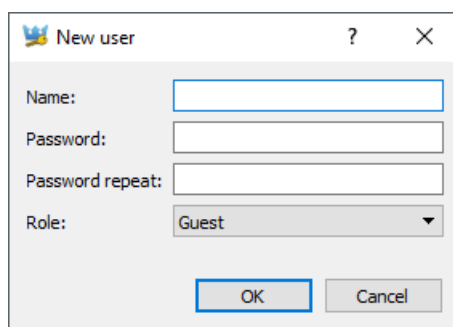 New user
Name:
Password:
Password repeat:
Role: Guest
OK Cancel